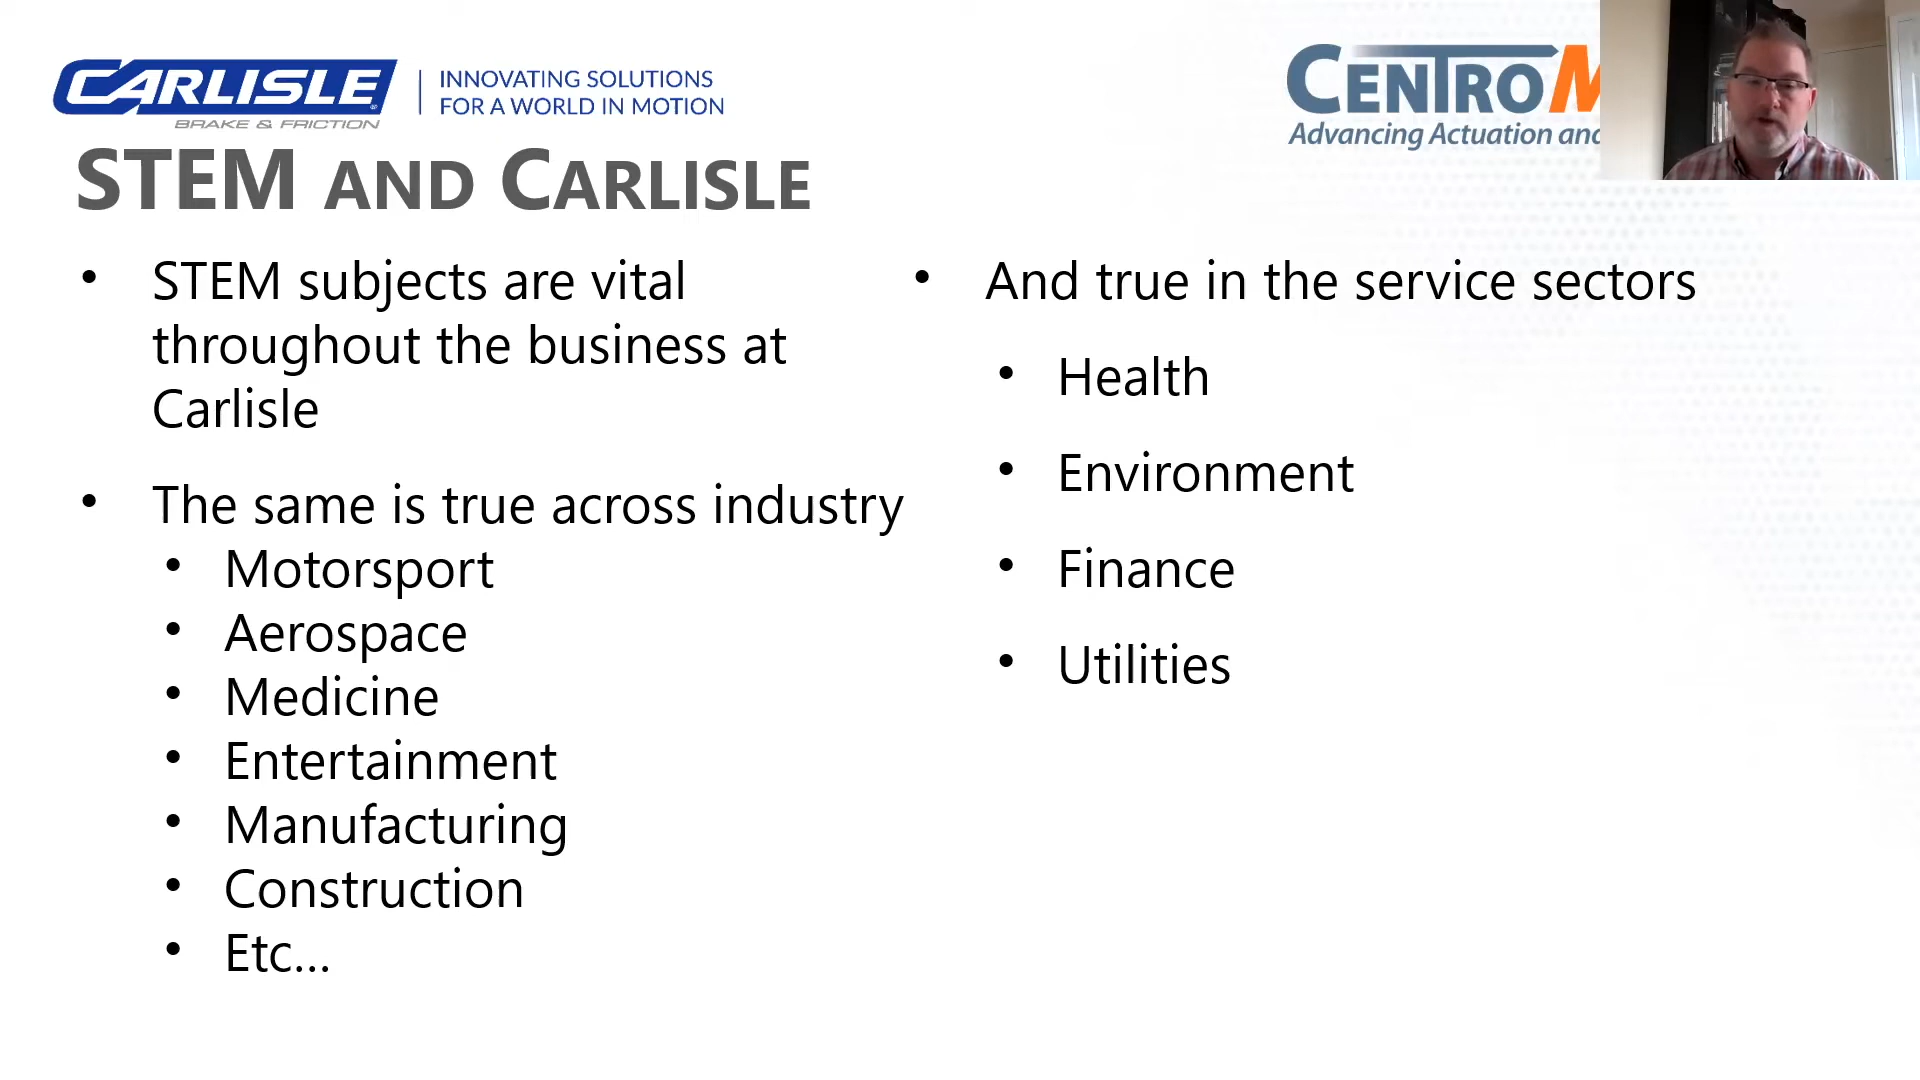 CARLISLE
BRAKE & FRICTION
INNOVATING SOLUTIONS
FOR A WORLD IN MOTION
CENTROM
Advancing Actuation and
STEM AND CARLISLE
• STEM subjects are vital
throughout the business at
Carlisle
• The same is true across industry
• Motorsport
• Aerospace
• Medicine
• Entertainment
• Manufacturing
• Construction
• Etc...
• And true in the service sectors
• Health
• Environment
• Finance
• Utilities